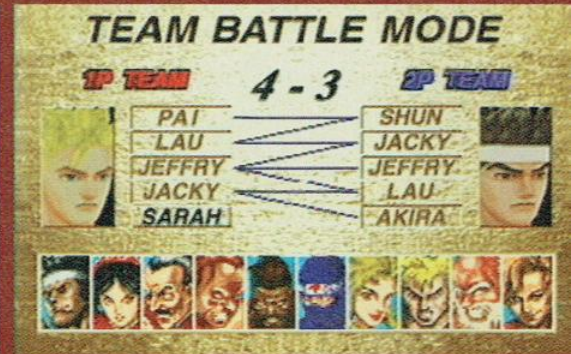 TEAM BATTLE MODE
1P TEAM 4 - 3 2P TEAM
PAI SHUN
LAU JACKY
JEFFRY JEFFRY
JACKY LAU
SARAH AKIRA